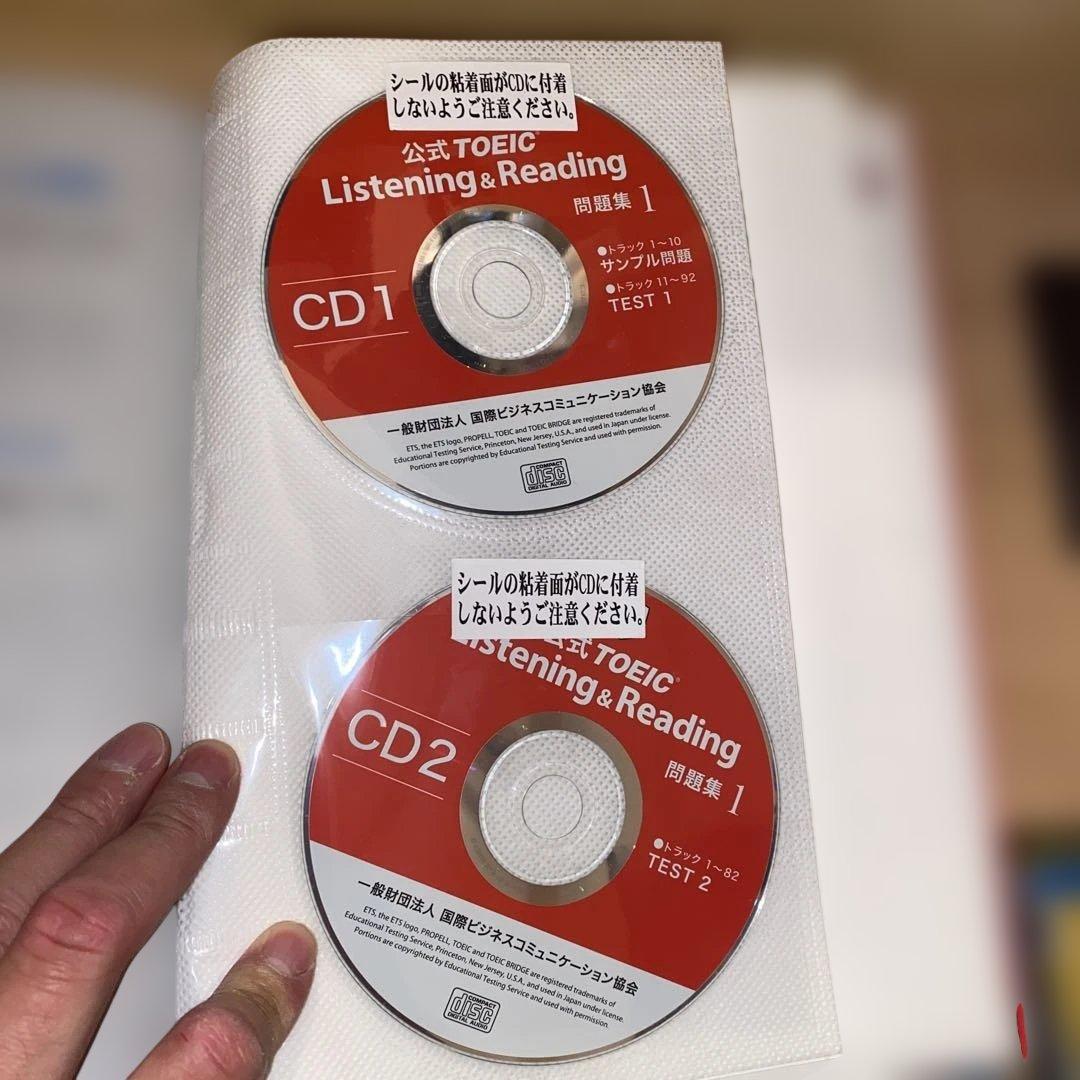 シールの粘着面がCDに付着
しないようご注意ください。
公式 TOEIC®
Listening & Reading
問題集 1
●トラック 1～10
サンプル問題
●トラック 11～92
TEST 1
CD 1
一般財団法人 国際ビジネスコミュニケーション協会
ETS, the ETS logo, PROPELL, TOEIC and TOEIC BRIDGE are registered trademarks of
Educational Testing Service, Princeton, New Jersey, U.S.A., and used in Japan under license.
Portions are copyrighted by Educational Testing Service and used with permission.
COMPACT
disc
DIGITAL AUDIO
シールの粘着面がCDに付着
しないようご注意ください。
公式 TOEIC®
Listening & Reading
問題集 1
CD 2
●トラック 1～82
TEST 2
一般財団法人 国際ビジネスコミュニケーション協会
ETS, the ETS logo, PROPELL, TOEIC and TOEIC BRIDGE are registered trademarks of
Educational Testing Service, Princeton, New Jersey, U.S.A., and used in Japan under license.
Portions are copyrighted by Educational Testing Service and used with permission.
COMPACT
disc
DIGITAL AUDIO